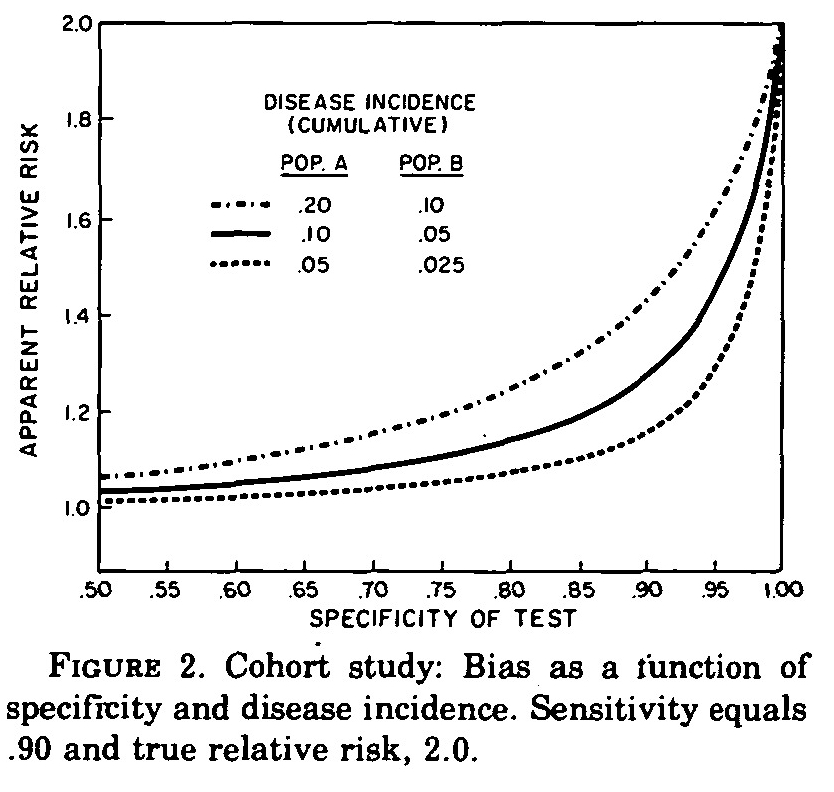 2.0
1.8
1.6
1.4
1.2
1.0
APPARENT RELATIVE RISK
DISEASE INCIDENCE
(CUMULATIVE)
POP. A POP. B
.20 .10
.10 .05
.05 .025
.50 .55 .60 .65 .70 .75 .80 .85 .90 .95 1.00
SPECIFICITY OF TEST
FIGURE 2. Cohort study: Bias as a function of
specificity and disease incidence. Sensitivity equals
.90 and true relative risk, 2.0.